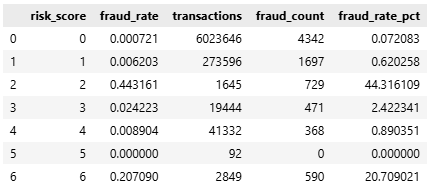 risk_score fraud_rate transactions fraud_count fraud_rate_pct
0 0 0.000721 6023646 4342 0.072083
1 1 0.006203 273596 1697 0.620258
2 2 0.443161 1645 729 44.316109
3 3 0.024223 19444 471 2.422341
4 4 0.008904 41332 368 0.890351
5 5 0.000000 92 0 0.000000
6 6 0.207090 2849 590 20.709021